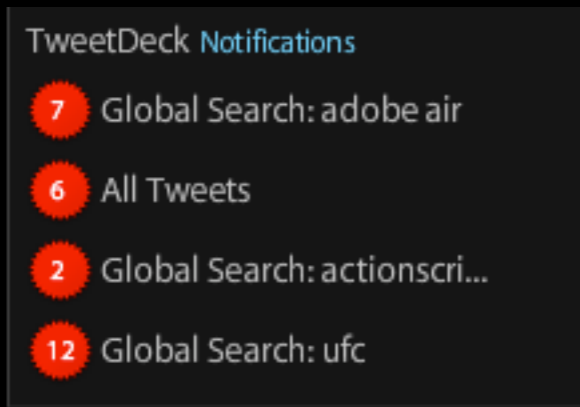 TweetDeck Notifications
7 Global Search: adobe air
6 All Tweets
2 Global Search: actionscri...
12 Global Search: ufc